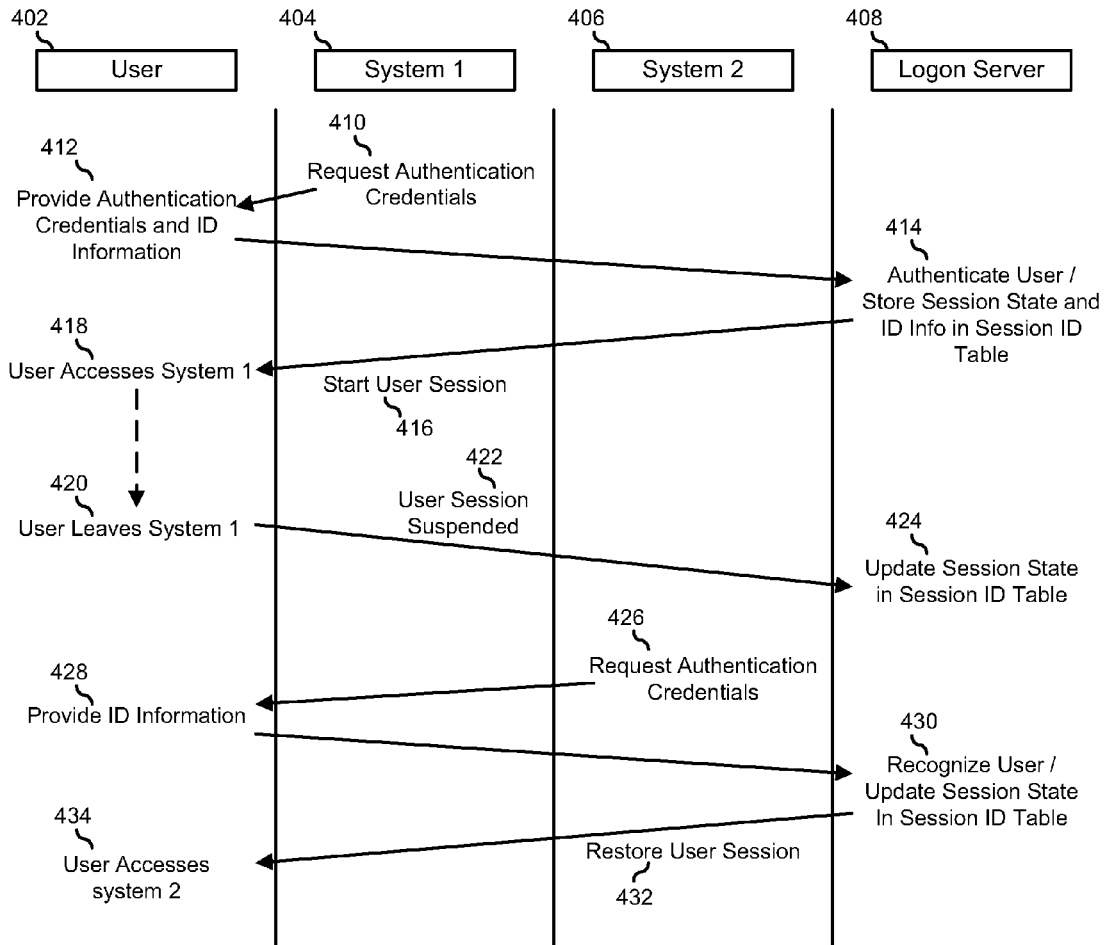 402
404
406
408
User
System 1
System 2
Logon Server
410
Request Authentication
Credentials
412
Provide Authentication
Credentials and ID
Information
414
Authenticate User /
Store Session State and
ID Info in Session ID
Table
418
User Accesses System 1
Start User Session
416
422
User Session
Suspended
420
User Leaves System 1
424
Update Session State
in Session ID Table
426
Request Authentication
Credentials
428
Provide ID Information
430
Recognize User /
Update Session State
In Session ID Table
434
User Accesses
system 2
Restore User Session
432